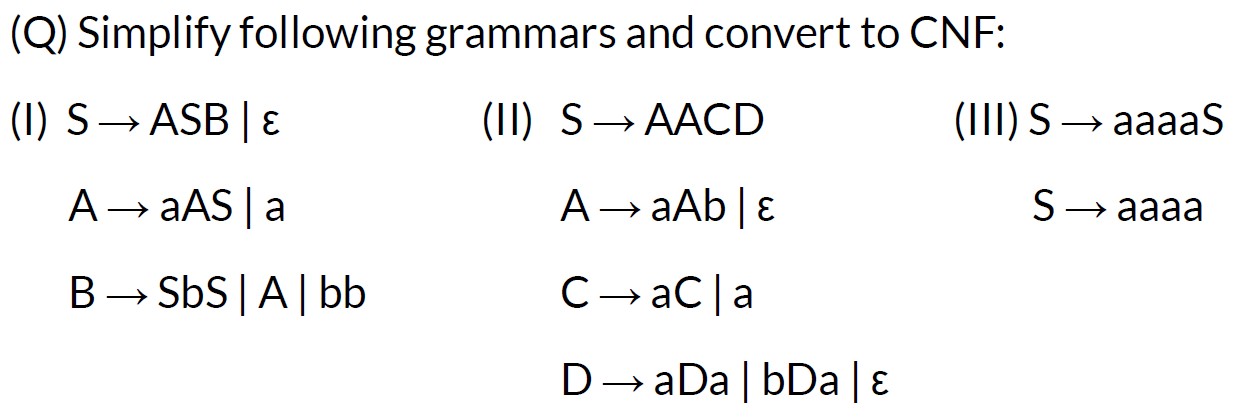 (Q) Simplify following grammars and convert to CNF:
(I) S → ASB | ε (II) S → AACD (III) S → aaaaS
A → aAS | a A → aAb | ε S → aaaa
B → SbS | A | bb C → aC | a
D → aDa | bDa | ε